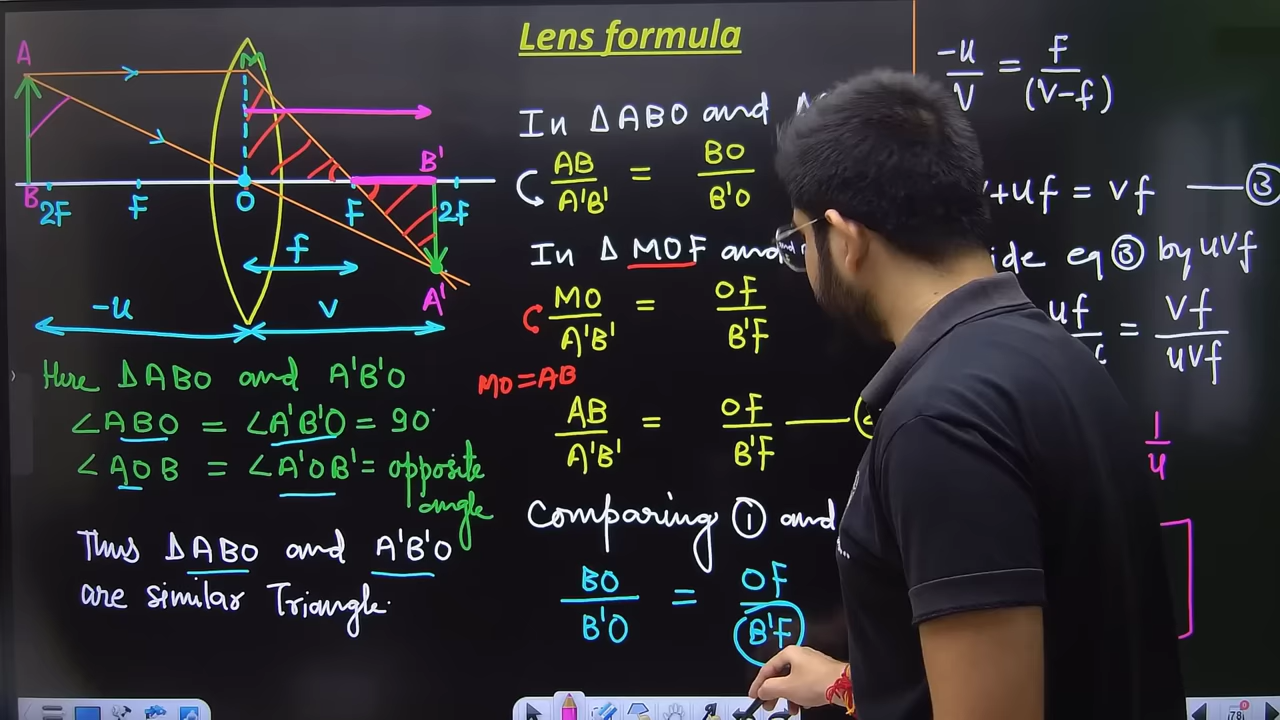 Lens formula
A
M
B'
B
2F
F
O
F
2F
f
A'
-u
v
Here ΔABO and A'B'O
∠ABO = ∠A'B'O = 90°
∠AOB = ∠A'OB' = opposite
angle
Thus ΔABO and A'B'O
are similar Triangle.
In ΔABO and
AB/A'B' = BO/B'O
In Δ MOF and
MO/A'B' = OF/B'F
MO=AB
AB/A'B' = OF/B'F
Comparing ① and
BO/B'O = OF/B'F
-u/v = f/(v-f)
+uf = vf — ③
eq ③ by uvf
uf = vf/uvf
1/u
78